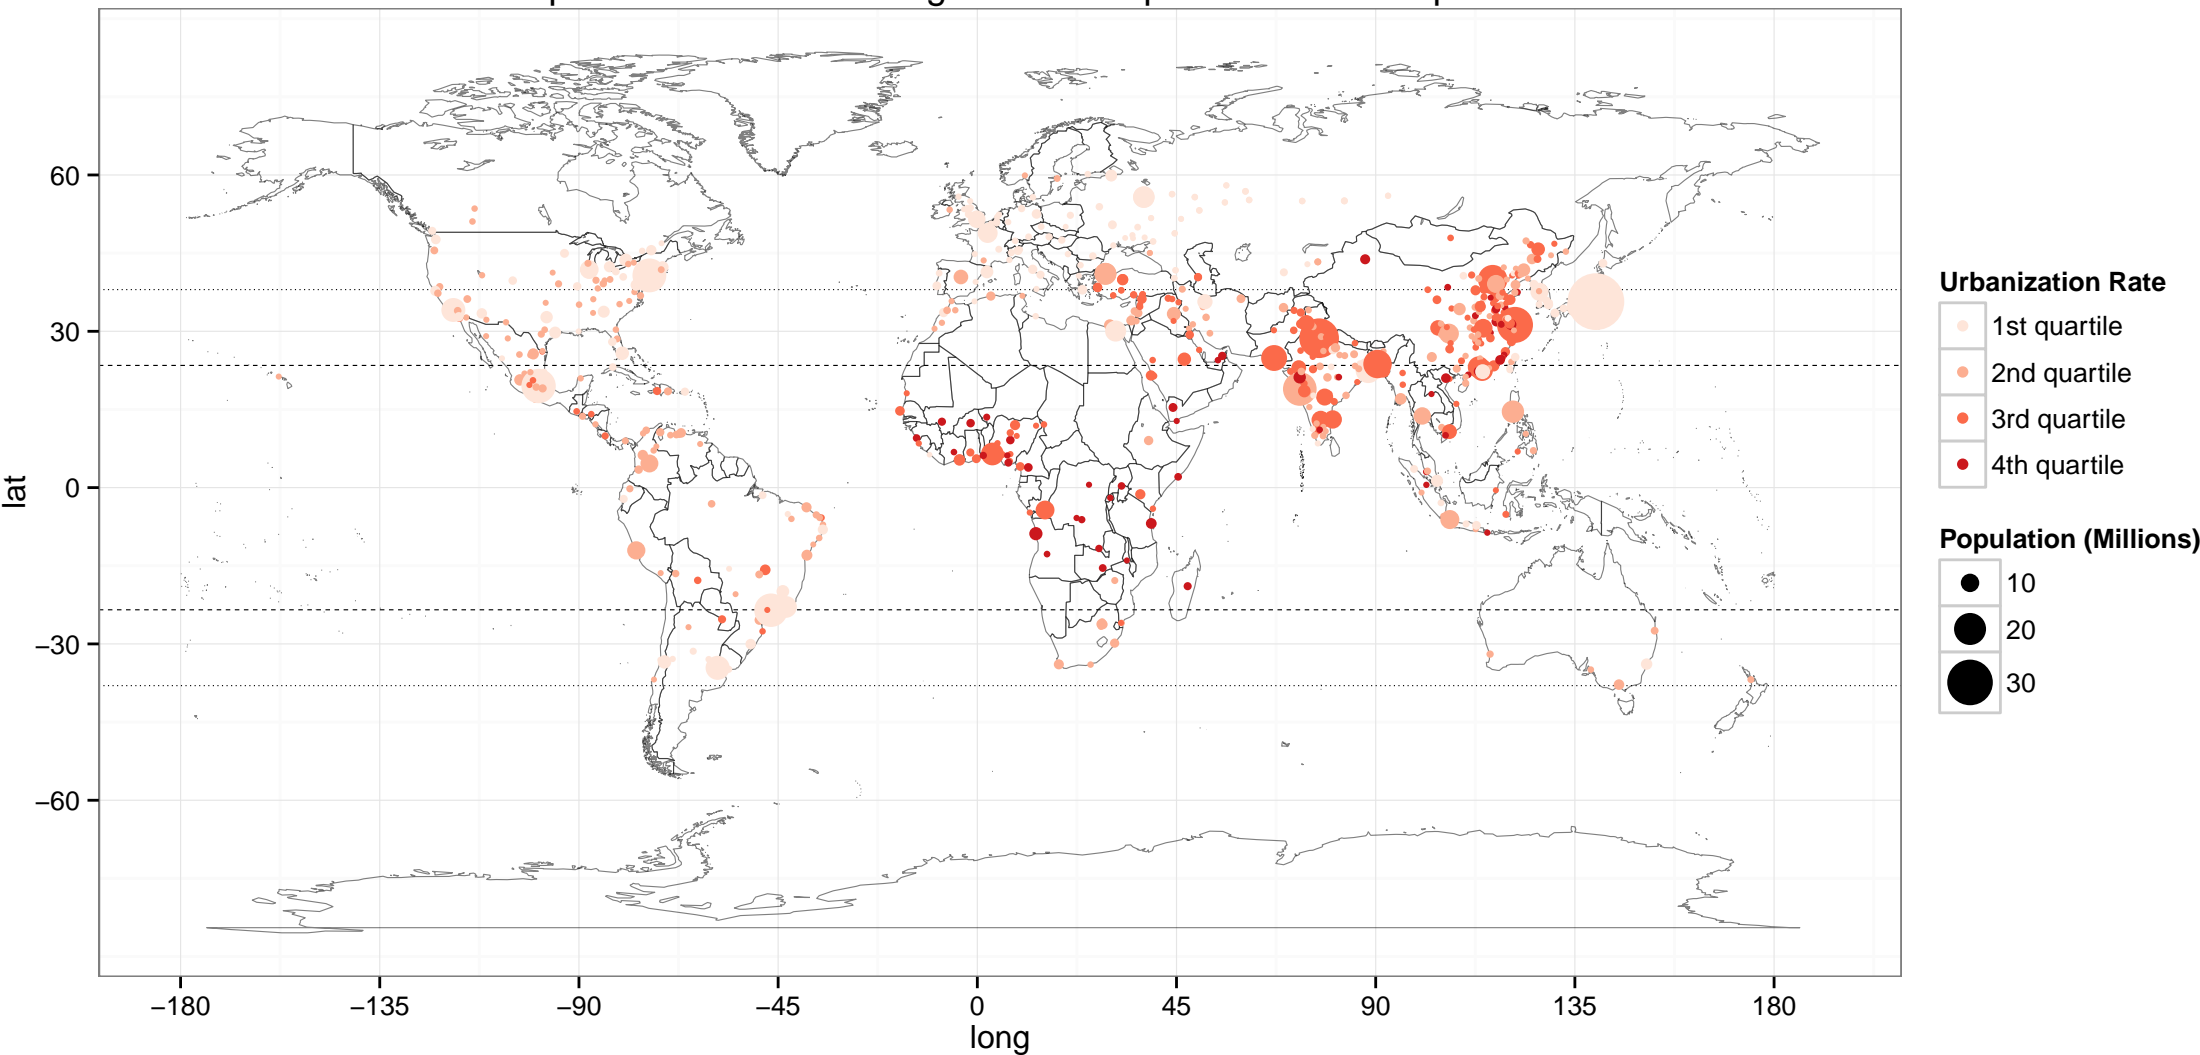 lat
60
30
0
−30
−60
−180
−135
−90
−45
0
45
90
135
180
long
Urbanization Rate
1st quartile
2nd quartile
3rd quartile
4th quartile
Population (Millions)
10
20
30